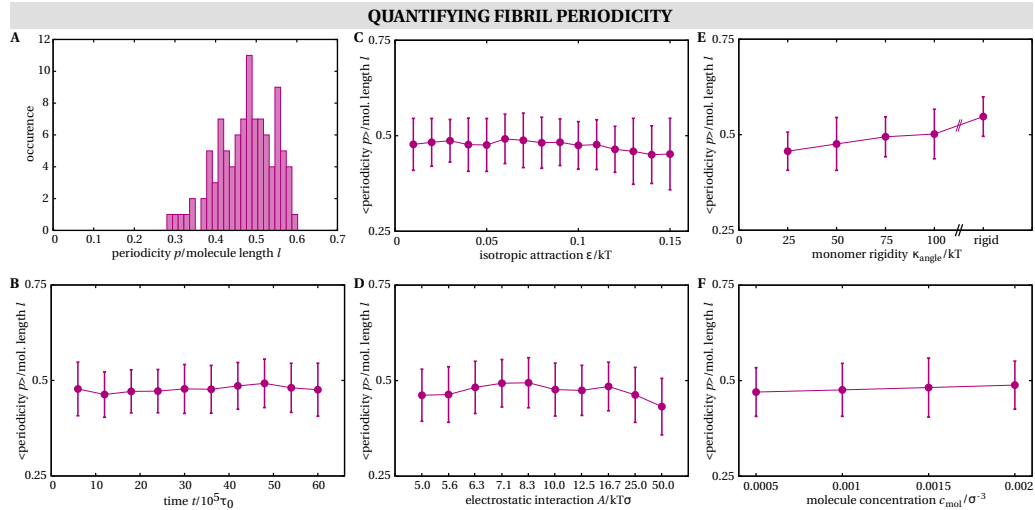 QUANTIFYING FIBRIL PERIODICITY
A
12
10
8
6
4
2
0
occurence
0 0.1 0.2 0.3 0.4 0.5 0.6 0.7
periodicity p/molecule length l
C
0.75
0.5
0.25
<periodicity p>/mol. length l
0 0.05 0.1 0.15
isotropic attraction ε/kT
E
0.75
0.5
0.25
<periodicity p>/mol. length l
0 25 50 75 100 // rigid
monomer rigidity κangle/kT
B
0.75
0.5
0.25
<periodicity p>/mol. length l
0 10 20 30 40 50 60
time t/10⁵τ0
D
0.75
0.5
0.25
<periodicity p>/mol. length l
5.0 5.6 6.3 7.1 8.3 10.0 12.5 16.7 25.0 50.0
electrostatic interaction A/kTσ
F
0.75
0.5
0.25
<periodicity p>/mol. length l
0.0005 0.001 0.0015 0.002
molecule concentration cmol/σ⁻³